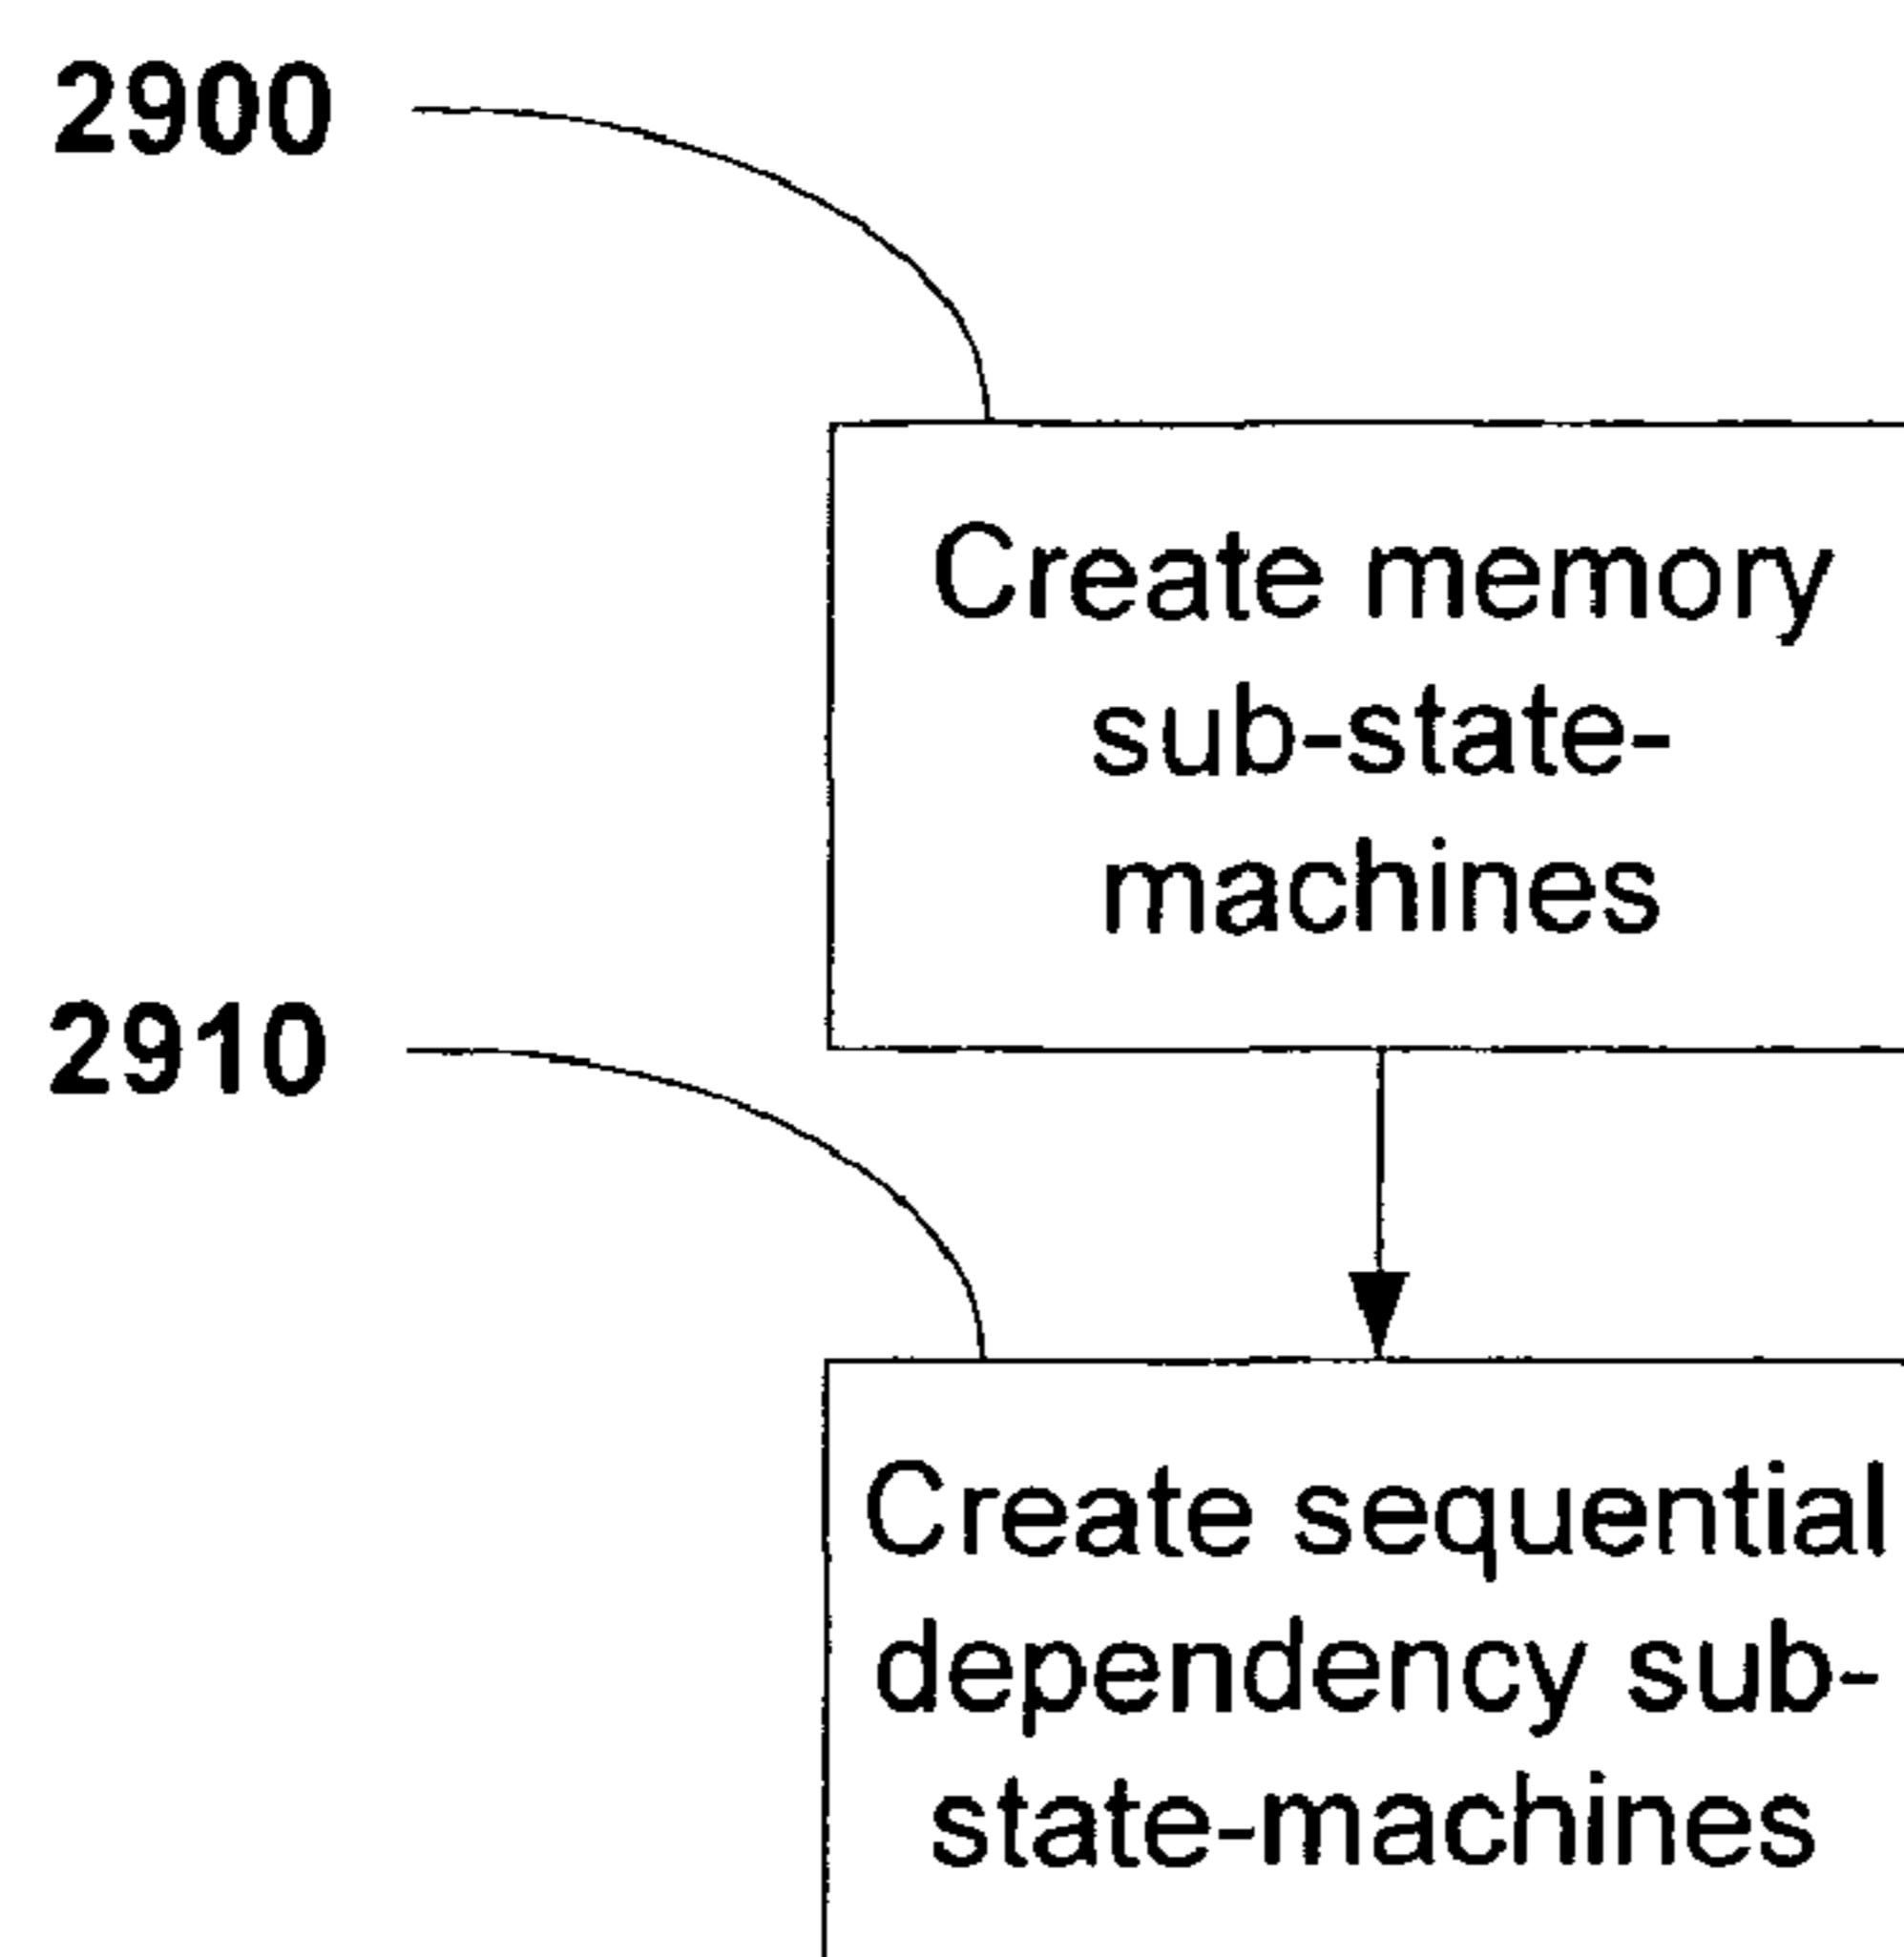 2900
Create memory
sub-state-
machines
2910
Create sequential
dependency sub-
state-machines